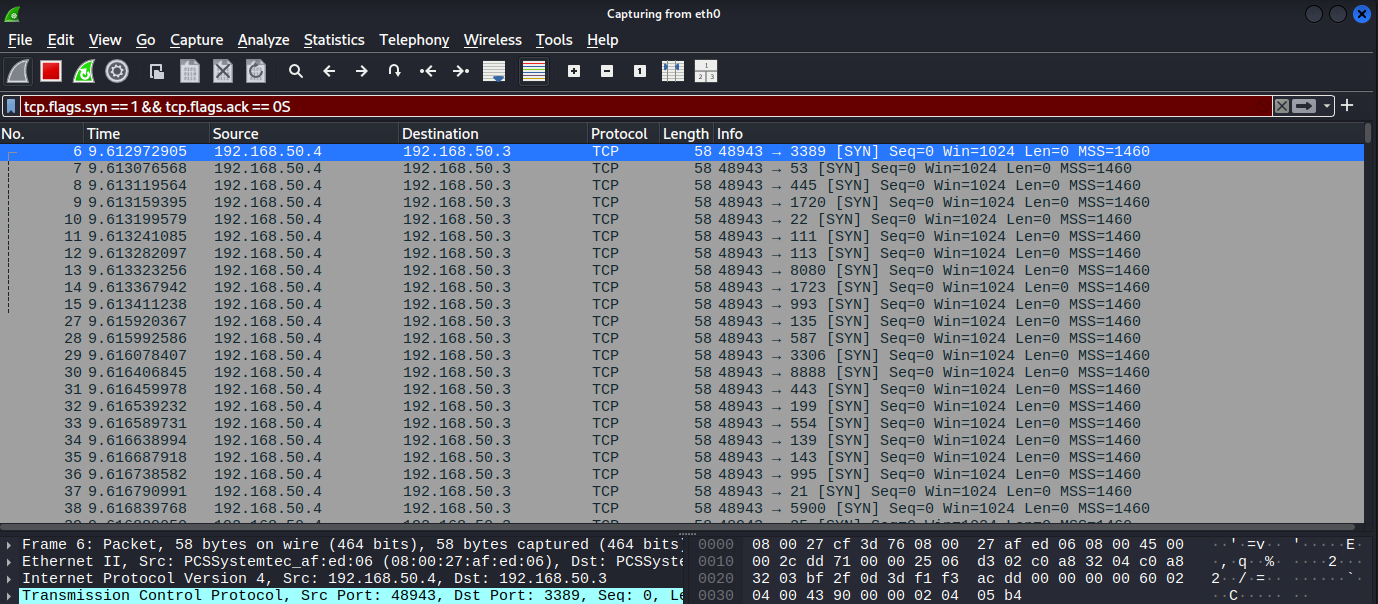 Capturing from eth0
File Edit View Go Capture Analyze Statistics Telephony Wireless Tools Help
tcp.flags.syn == 1 && tcp.flags.ack == 0S
No. Time Source Destination Protocol Length Info
6 9.612972905 192.168.50.4 192.168.50.3 TCP 58 48943 → 3389 [SYN] Seq=0 Win=1024 Len=0 MSS=1460
7 9.613076568 192.168.50.4 192.168.50.3 TCP 58 48943 → 53 [SYN] Seq=0 Win=1024 Len=0 MSS=1460
8 9.613119564 192.168.50.4 192.168.50.3 TCP 58 48943 → 445 [SYN] Seq=0 Win=1024 Len=0 MSS=1460
9 9.613159395 192.168.50.4 192.168.50.3 TCP 58 48943 → 1720 [SYN] Seq=0 Win=1024 Len=0 MSS=1460
10 9.613199579 192.168.50.4 192.168.50.3 TCP 58 48943 → 22 [SYN] Seq=0 Win=1024 Len=0 MSS=1460
11 9.613241085 192.168.50.4 192.168.50.3 TCP 58 48943 → 111 [SYN] Seq=0 Win=1024 Len=0 MSS=1460
12 9.613282097 192.168.50.4 192.168.50.3 TCP 58 48943 → 113 [SYN] Seq=0 Win=1024 Len=0 MSS=1460
13 9.613323256 192.168.50.4 192.168.50.3 TCP 58 48943 → 8080 [SYN] Seq=0 Win=1024 Len=0 MSS=1460
14 9.613367942 192.168.50.4 192.168.50.3 TCP 58 48943 → 1723 [SYN] Seq=0 Win=1024 Len=0 MSS=1460
15 9.613411238 192.168.50.4 192.168.50.3 TCP 58 48943 → 993 [SYN] Seq=0 Win=1024 Len=0 MSS=1460
27 9.615920367 192.168.50.4 192.168.50.3 TCP 58 48943 → 135 [SYN] Seq=0 Win=1024 Len=0 MSS=1460
28 9.615992586 192.168.50.4 192.168.50.3 TCP 58 48943 → 587 [SYN] Seq=0 Win=1024 Len=0 MSS=1460
29 9.616078407 192.168.50.4 192.168.50.3 TCP 58 48943 → 3306 [SYN] Seq=0 Win=1024 Len=0 MSS=1460
30 9.616406845 192.168.50.4 192.168.50.3 TCP 58 48943 → 8888 [SYN] Seq=0 Win=1024 Len=0 MSS=1460
31 9.616459978 192.168.50.4 192.168.50.3 TCP 58 48943 → 443 [SYN] Seq=0 Win=1024 Len=0 MSS=1460
32 9.616539232 192.168.50.4 192.168.50.3 TCP 58 48943 → 199 [SYN] Seq=0 Win=1024 Len=0 MSS=1460
33 9.616589731 192.168.50.4 192.168.50.3 TCP 58 48943 → 554 [SYN] Seq=0 Win=1024 Len=0 MSS=1460
34 9.616638994 192.168.50.4 192.168.50.3 TCP 58 48943 → 139 [SYN] Seq=0 Win=1024 Len=0 MSS=1460
35 9.616687918 192.168.50.4 192.168.50.3 TCP 58 48943 → 143 [SYN] Seq=0 Win=1024 Len=0 MSS=1460
36 9.616738582 192.168.50.4 192.168.50.3 TCP 58 48943 → 995 [SYN] Seq=0 Win=1024 Len=0 MSS=1460
37 9.616790991 192.168.50.4 192.168.50.3 TCP 58 48943 → 21 [SYN] Seq=0 Win=1024 Len=0 MSS=1460
38 9.616839768 192.168.50.4 192.168.50.3 TCP 58 48943 → 5900 [SYN] Seq=0 Win=1024 Len=0 MSS=1460
Frame 6: Packet, 58 bytes on wire (464 bits), 58 bytes captured (464 bits)
Ethernet II, Src: PCSSystemtec_af:ed:06 (08:00:27:af:ed:06), Dst: PCSSyste
Internet Protocol Version 4, Src: 192.168.50.4, Dst: 192.168.50.3
Transmission Control Protocol, Src Port: 48943, Dst Port: 3389, Seq: 0, Le
0000 08 00 27 cf 3d 76 08 00 27 af ed 06 08 00 45 00 ··'·=v·· '·····E·
0010 00 2c dd 71 00 00 25 06 d3 02 c0 a8 32 04 c0 a8 ·,·q··%· ····2···
0020 32 03 bf 2f 0d 3d f1 f3 ac dd 00 00 00 00 60 02 2··/·=·· ······`·
0030 04 00 43 90 00 00 02 04 05 b4 ··C····· ··